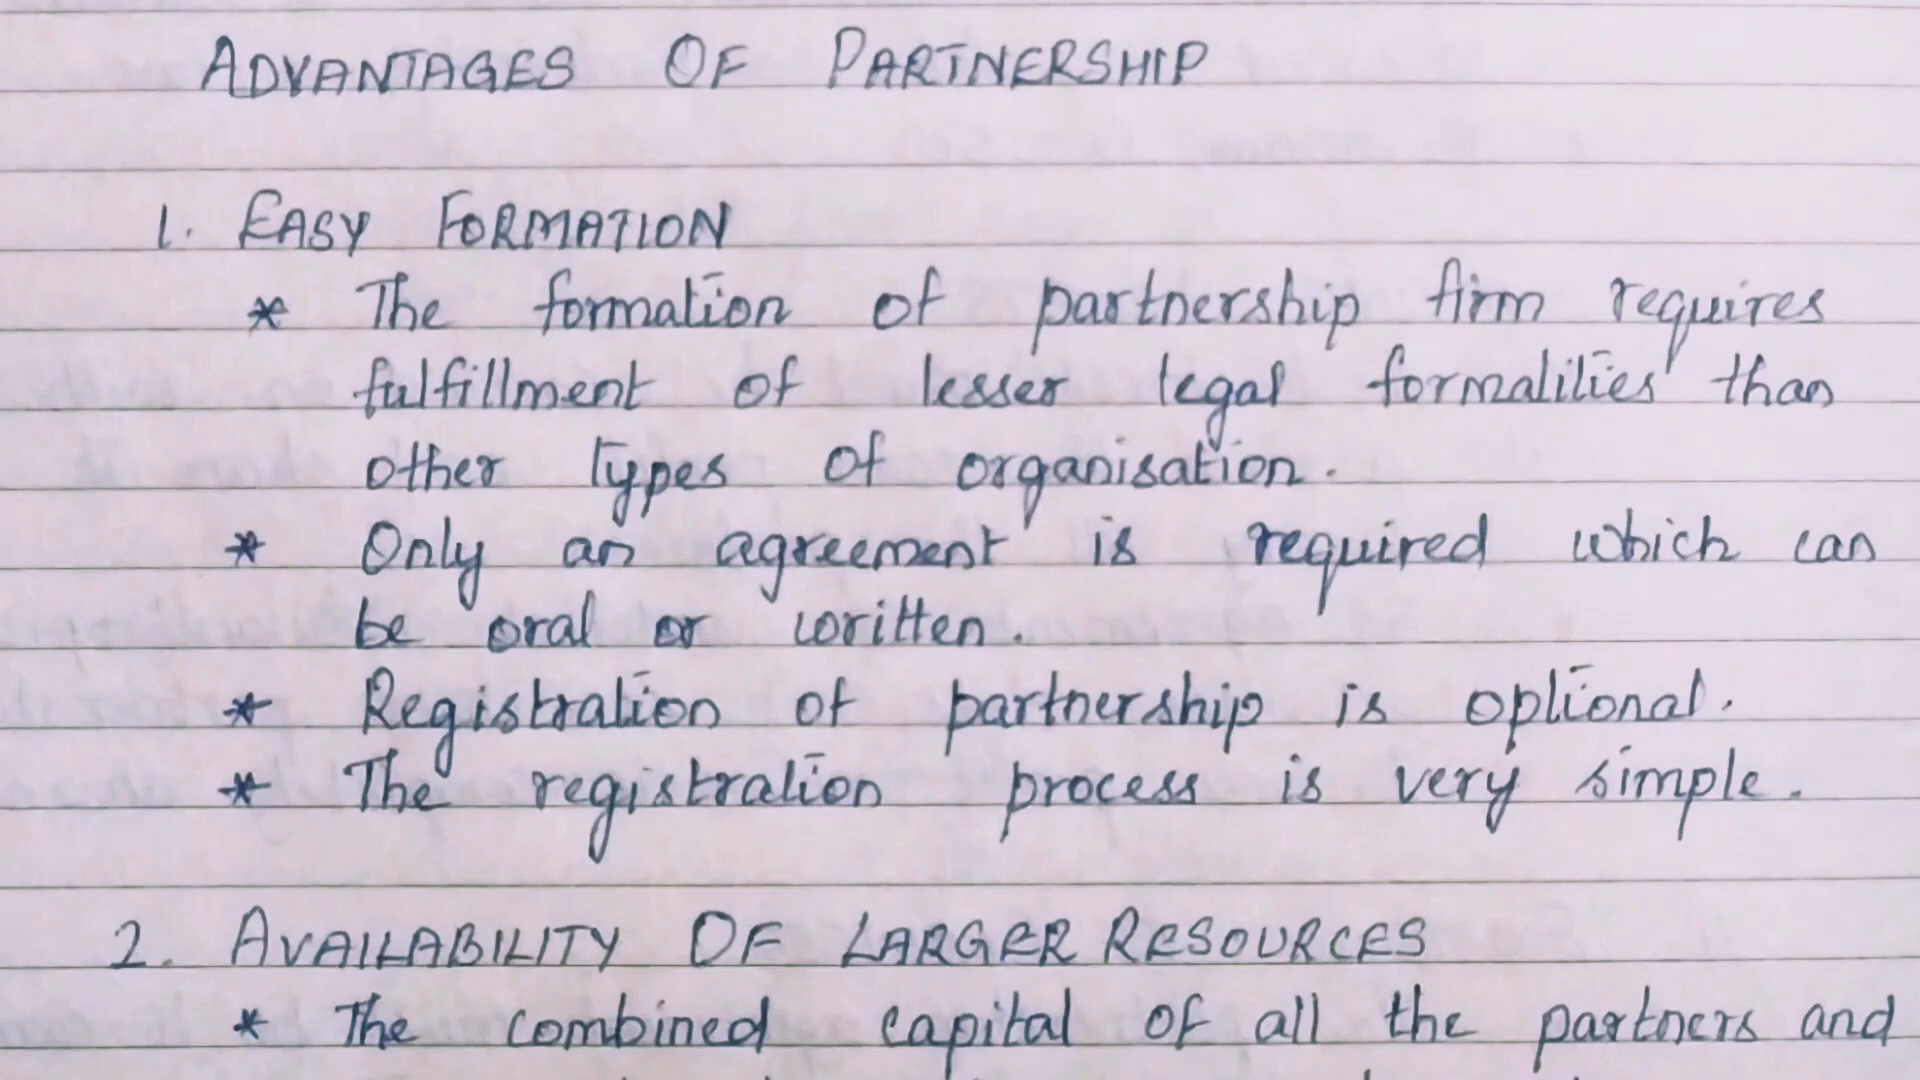 ADVANTAGES OF PARTNERSHIP
1. EASY FORMATION
* The formation of partnership firm requires
fulfillment of lesser legal formalities than
other types of organisation.
* Only an agreement is required which can
be oral or written.
* Registration of partnership is optional.
* The registration process is very simple.
2. AVAILABILITY OF LARGER RESOURCES
* The combined capital of all the partners and